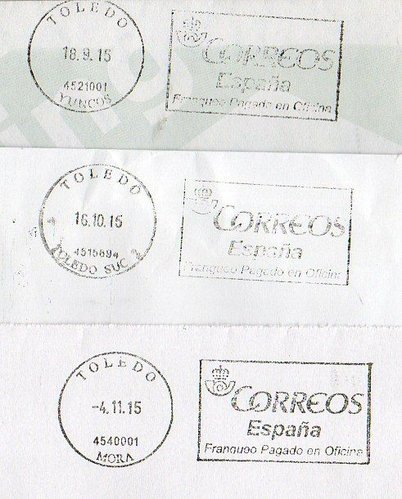 TOLEDO
18.9.15
4521001
YUNCOS
CORREOS
España
Franqueo Pagado en Oficina
TOLEDO
16.10.15
4515694
TOLEDO SUC 2
CORREOS
España
Franqueo Pagado en Oficina
TOLEDO
-4.11.15
4540001
MORA
CORREOS
España
Franqueo Pagado en Oficina